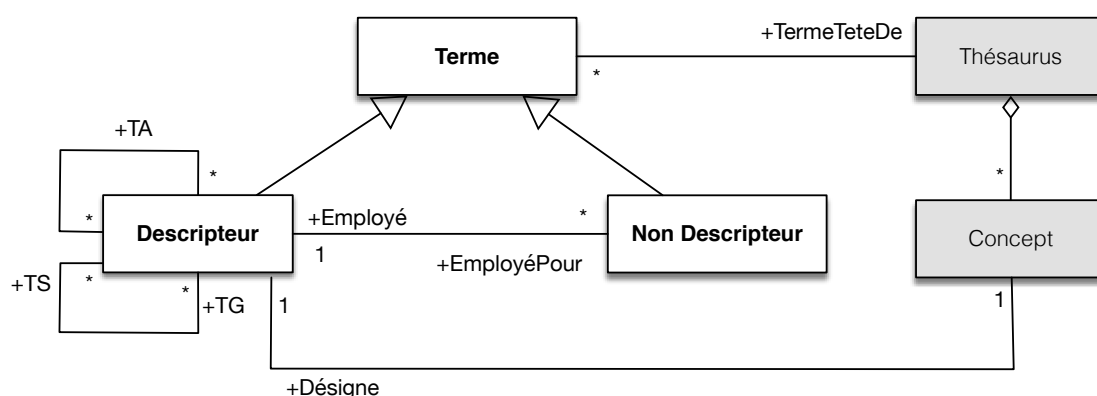 +TermeTeteDe
Terme
Thésaurus
*
+TA
*
*
*
+Employé
*
Descripteur
Non Descripteur
Concept
1
+EmployéPour
+TS
*
*
+TG
1
1
+Désigne